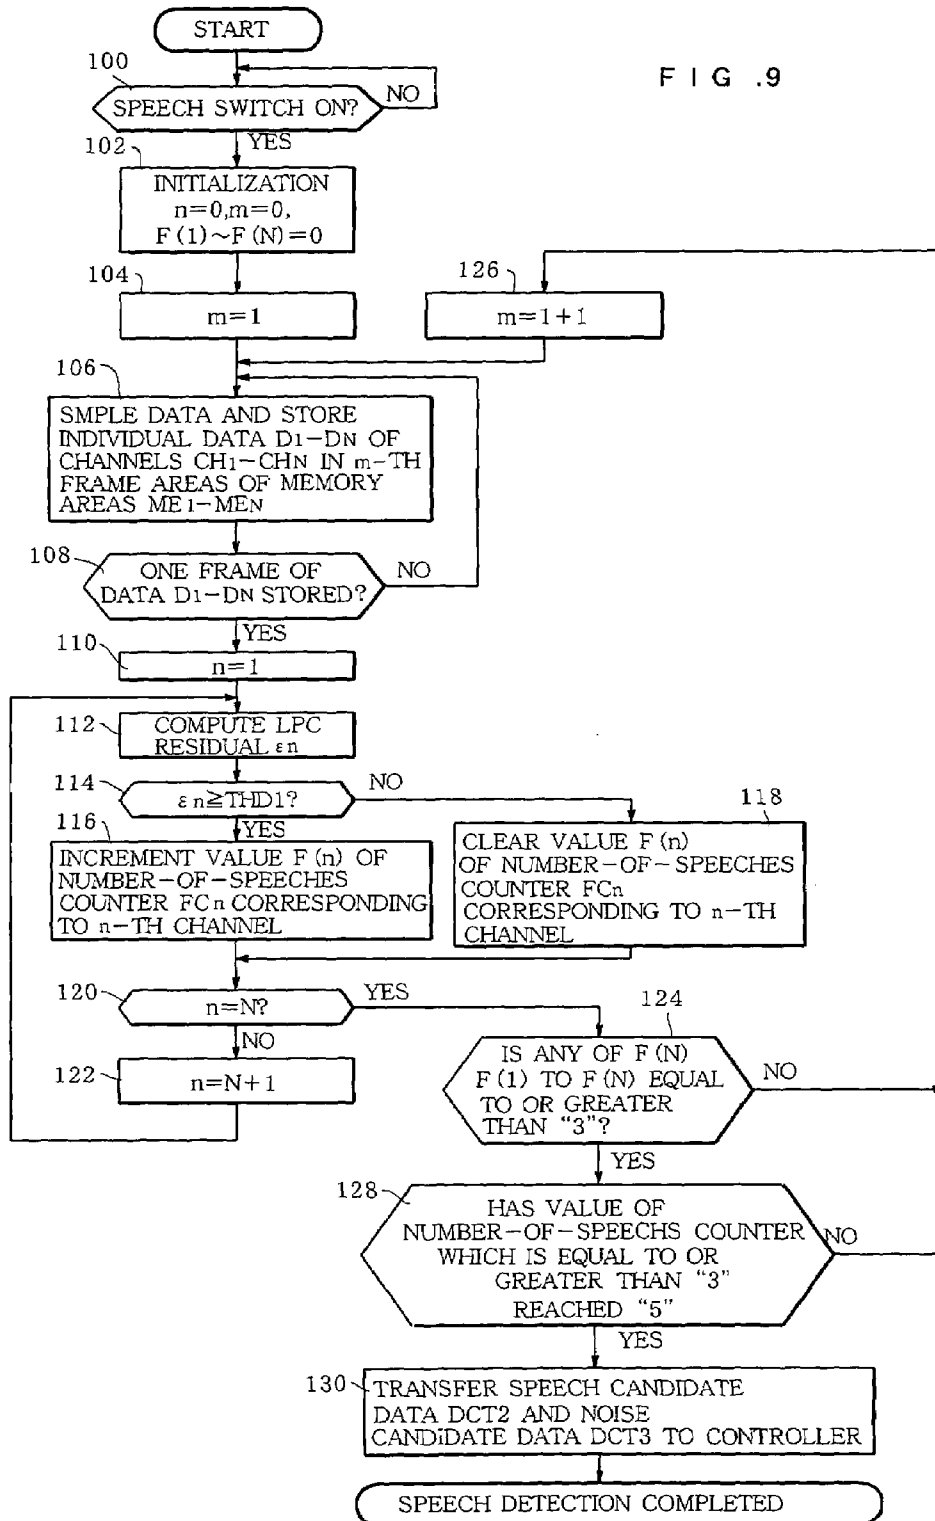 START
F I G .9
100
SPEECH SWITCH ON?
NO
YES
102
INITIALIZATION
n=0,m=0,
F(1)~F(N)=0
104
m=1
126
m=1+1
106
SMPLE DATA AND STORE
INDIVIDUAL DATA D1-DN OF
CHANNELS CH1-CHN IN m-TH
FRAME AREAS OF MEMORY
AREAS ME1-MEN
108
ONE FRAME OF
DATA D1-DN STORED?
NO
YES
110
n=1
112
COMPUTE LPC
RESIDUAL εn
114
εn≧THD1?
NO
YES
116
INCREMENT VALUE F(n) OF
NUMBER-OF-SPEECHES
COUNTER FCn CORRESPONDING
TO n-TH CHANNEL
118
CLEAR VALUE F(n)
OF NUMBER-OF-SPEECHES
COUNTER FCn
CORRESPONDING TO n-TH
CHANNEL
120
n=N?
YES
NO
122
n=N+1
124
IS ANY OF F(N)
F(1) TO F(N) EQUAL
TO OR GREATER
THAN “3”?
NO
YES
128
HAS VALUE OF
NUMBER-OF-SPEECHS COUNTER
WHICH IS EQUAL TO OR
GREATER THAN “3”
REACHED “5”
NO
YES
130
TRANSFER SPEECH CANDIDATE
DATA DCT2 AND NOISE
CANDIDATE DATA DCT3 TO CONTROLLER
SPEECH DETECTION COMPLETED